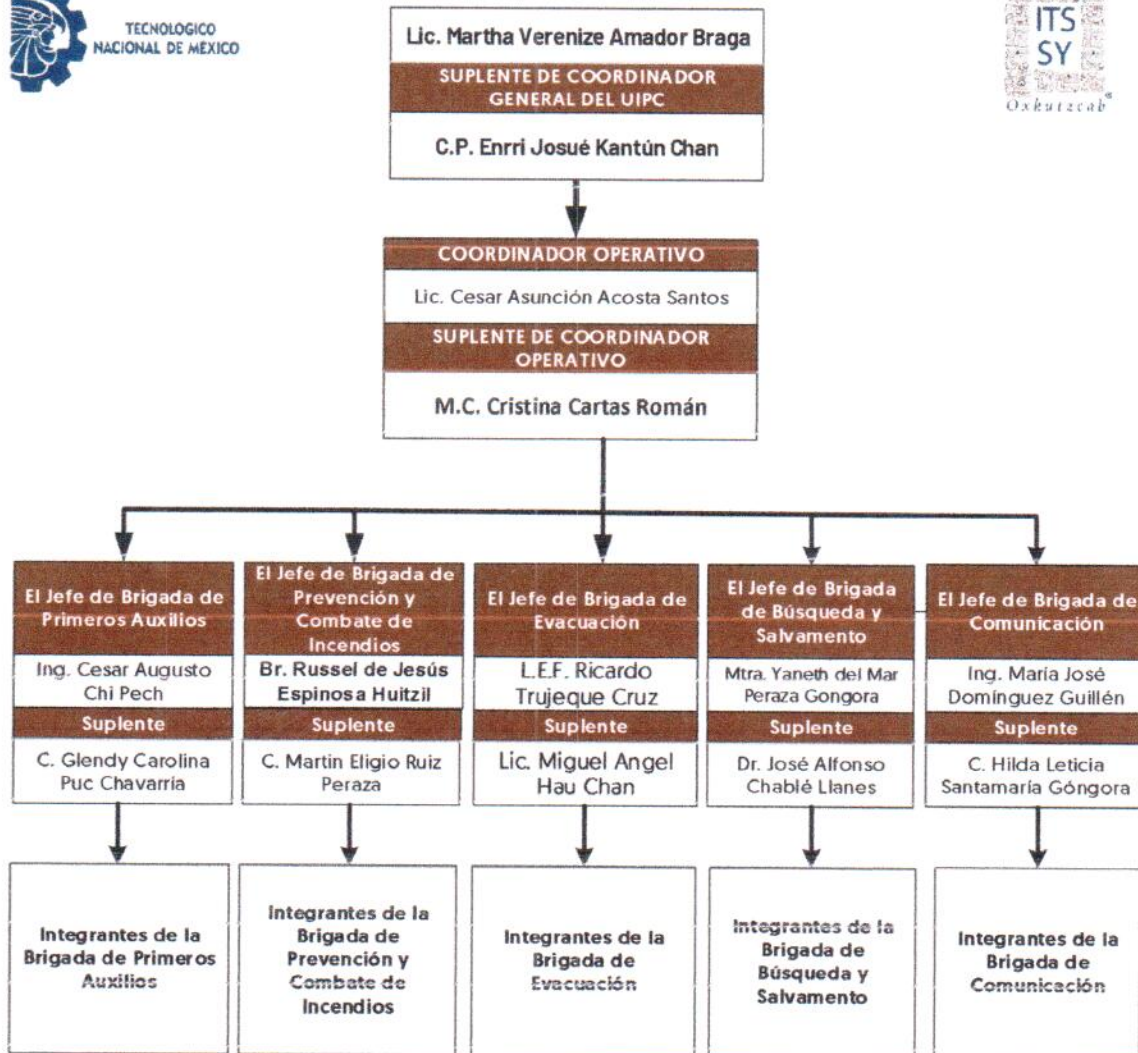 TECNOLOGICO
NACIONAL DE MÉXICO
ITS
SY
Oxkutzcab
Lic. Martha Verenize Amador Braga
SUPLENTE DE COORDINADOR
GENERAL DEL UIPC
C.P. Enrri Josué Kantún Chan
COORDINADOR OPERATIVO
Lic. Cesar Asunción Acosta Santos
SUPLENTE DE COORDINADOR
OPERATIVO
M.C. Cristina Cartas Román
El Jefe de Brigada de
Primeros Auxilios
Ing. Cesar Augusto
Chi Pech
Suplente
C. Glendy Carolina
Puc Chavarría
El Jefe de Brigada de
Prevención y
Combate de
Incendios
Br. Russel de Jesús
Espinosa Huitzil
Suplente
C. Martin Eligio Ruiz
Peraza
El Jefe de Brigada de
Evacuación
L.E.F. Ricardo
Trujeque Cruz
Suplente
Lic. Miguel Angel
Hau Chan
El Jefe de Brigada
de Búsqueda y
Salvamento
Mtra. Yaneth del Mar
Peraza Gongora
Suplente
Dr. José Alfonso
Chablé Llanes
El Jefe de Brigada de
Comunicación
Ing. María José
Domínguez Guillén
Suplente
C. Hilda Leticia
Santamaría Góngora
Integrantes de la
Brigada de Primeros
Auxilios
Integrantes de la
Brigada de
Prevención y
Combate de
Incendios
Integrantes de la
Brigada de
Evacuación
Integrantes de la
Brigada de
Búsqueda y
Salvamento
Integrantes de la
Brigada de
Comunicación